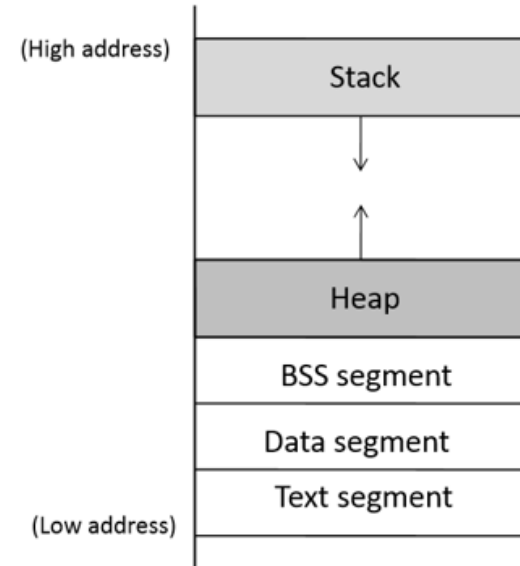 (High address)
Stack
Heap
BSS segment
Data segment
Text segment
(Low address)